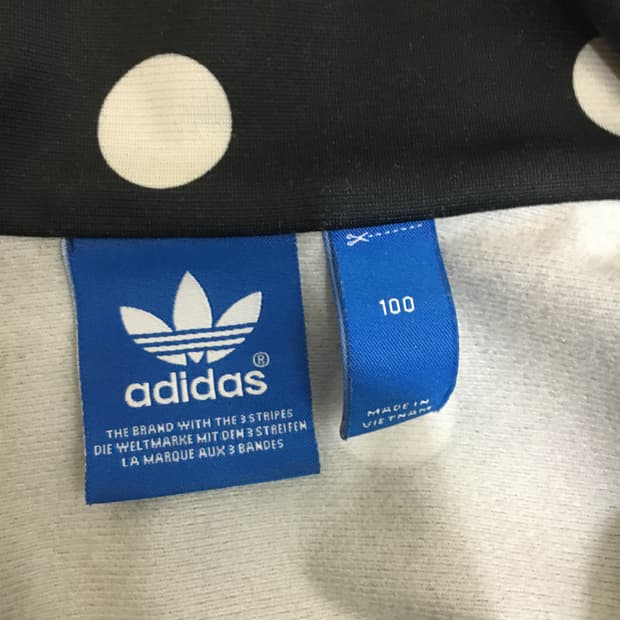 adidas®
THE BRAND WITH THE 3 STRIPES
DIE WELTMARKE MIT DEN 3 STREIFEN
LA MARQUE AUX 3 BANDES
100
MADE IN
VIETNAM